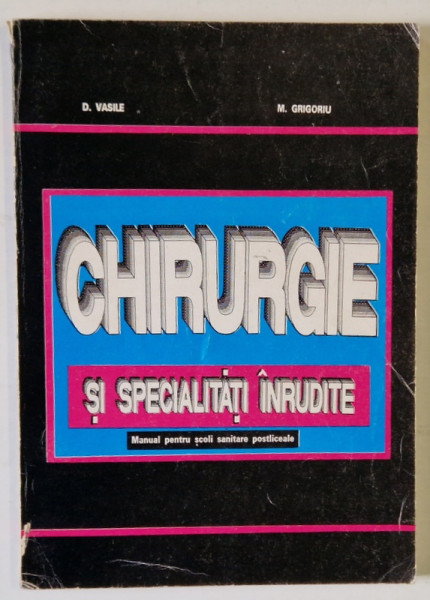 D. VASILE M. GRIGORIU
CHIRURGIE
ȘI SPECIALITĂȚI ÎNRUDITE
Manual pentru școli sanitare postliceale